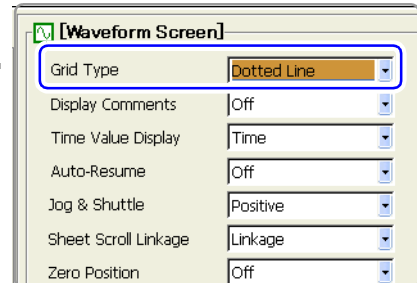 [Waveform Screen]
Grid Type Dotted Line
Display Comments Off
Time Value Display Time
Auto-Resume Off
Jog & Shuttle Positive
Sheet Scroll Linkage Linkage
Zero Position Off